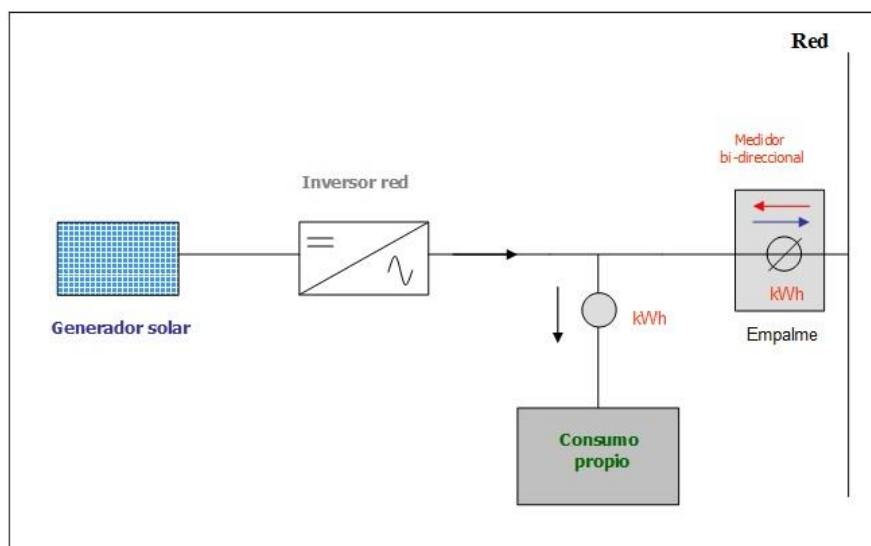 Red
Medidor
bi-direccional
Inversor red
kWh
kWh
Generador solar
Empalme
Consumo
propio